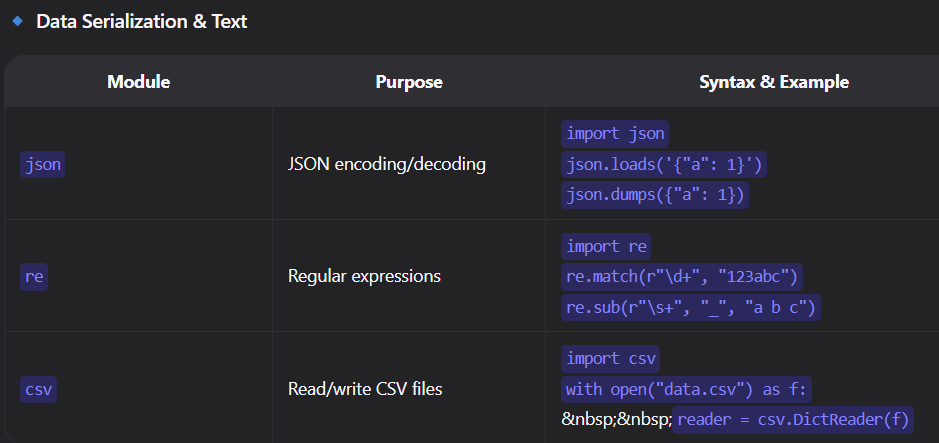 Data Serialization & Text
Module Purpose Syntax & Example
json JSON encoding/decoding import json
json.loads('{"a": 1}')
json.dumps({"a": 1})
re Regular expressions import re
re.match(r"\d+", "123abc")
re.sub(r"\s+", "_", "a b c")
csv Read/write CSV files import csv
with open("data.csv") as f:
&nbsp;&nbsp;reader = csv.DictReader(f)